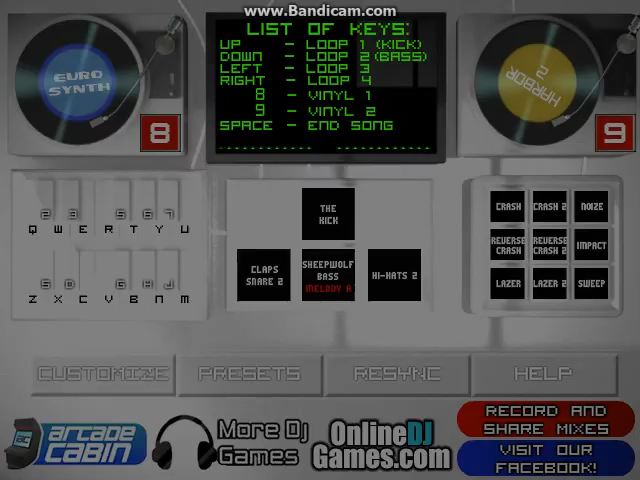 www.Bandicam.com
LIST OF KEYS:
UP - LOOP 1 (KICK)
DOWN - LOOP 2 (BASS)
LEFT - LOOP 3
RIGHT - LOOP 4
8 - VINYL 1
9 - VINYL 2
SPACE - END SONG
EURO
SYNTH
8
HARBOR
2
9
2 3 5 6 7
Q W E R T Y U
S D G H J
Z X C V B N M
THE
KICK
CLAPS
SNARE 2
SHEEPWOLF
BASS
MELODY A
HI-HATS 2
CRASH
CRASH 2
NOIZE
REVERSE
CRASH
REVERSE
CRASH 2
IMPACT
LAZER
LAZER 2
SWEEP
CUSTOMIZE
PRESETS
RESYNC
HELP
arcade
cabin
More Dj
Games
OnlineDJ
Games.com
RECORD AND
SHARE MIXES
VISIT OUR
FACEBOOK!